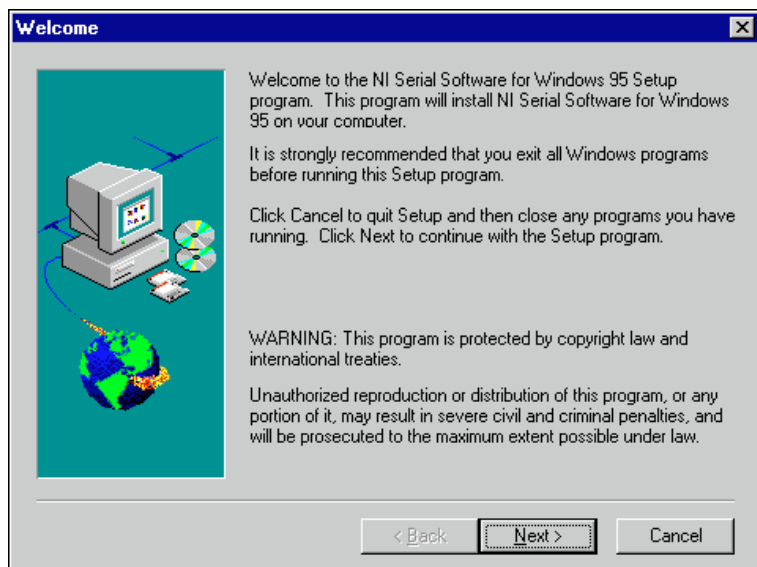 Welcome
Welcome to the NI Serial Software for Windows 95 Setup
program.  This program will install NI Serial Software for Windows
95 on your computer.
It is strongly recommended that you exit all Windows programs
before running this Setup program.
Click Cancel to quit Setup and then close any programs you have
running.  Click Next to continue with the Setup program.
WARNING: This program is protected by copyright law and
international treaties.
Unauthorized reproduction or distribution of this program, or any
portion of it, may result in severe civil and criminal penalties, and
will be prosecuted to the maximum extent possible under law.
< Back
Next >
Cancel